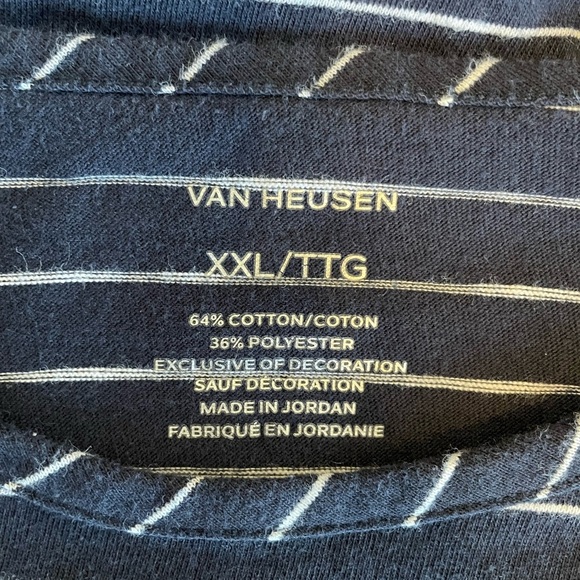 VAN HEUSEN
XXL/TTG
64% COTTON/COTON
36% POLYESTER
EXCLUSIVE OF DECORATION
SAUF DÉCORATION
MADE IN JORDAN
FABRIQUÉ EN JORDANIE